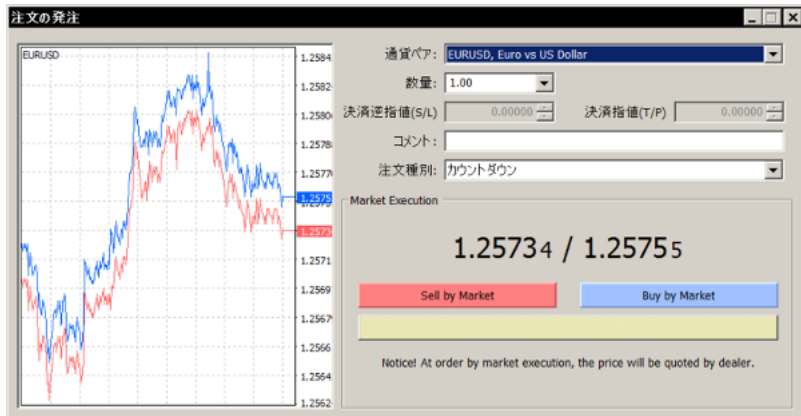 注文の発注
EURUSD
1.2584
1.2582
1.2580
1.2578
1.2577
1.2575
1.2575
1.2571
1.2569
1.2567
1.2566
1.2564
1.2562
通貨ペア: EURUSD, Euro vs US Dollar
数量: 1.00
決済逆指値(S/L) 0.00000 決済指値(T/P) 0.00000
コメント:
注文種別: カウントダウン
Market Execution
1.25734 / 1.25755
Sell by Market Buy by Market
Notice! At order by market execution, the price will be quoted by dealer.